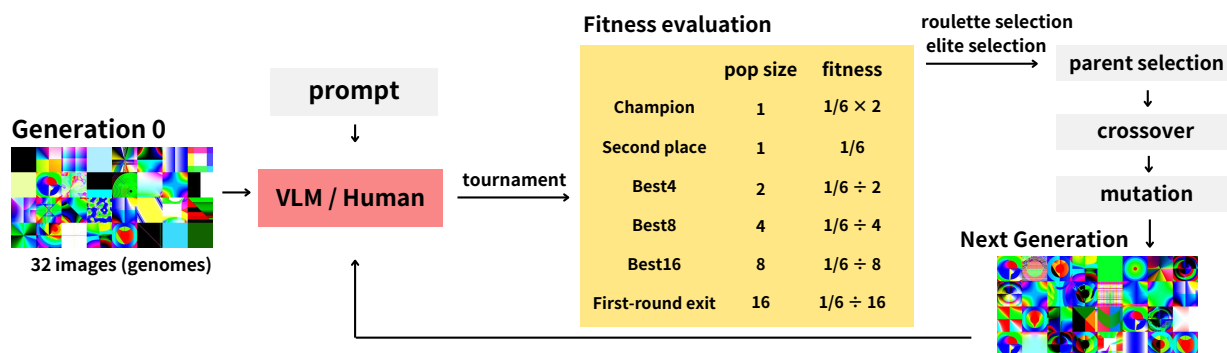 Generation 0
32 images (genomes)
prompt
VLM / Human
tournament
Fitness evaluation
pop size fitness
Champion 1 1/6 × 2
Second place 1 1/6
Best4 2 1/6 ÷ 2
Best8 4 1/6 ÷ 4
Best16 8 1/6 ÷ 8
First-round exit 16 1/6 ÷ 16
roulette selection
elite selection
parent selection
crossover
mutation
Next Generation